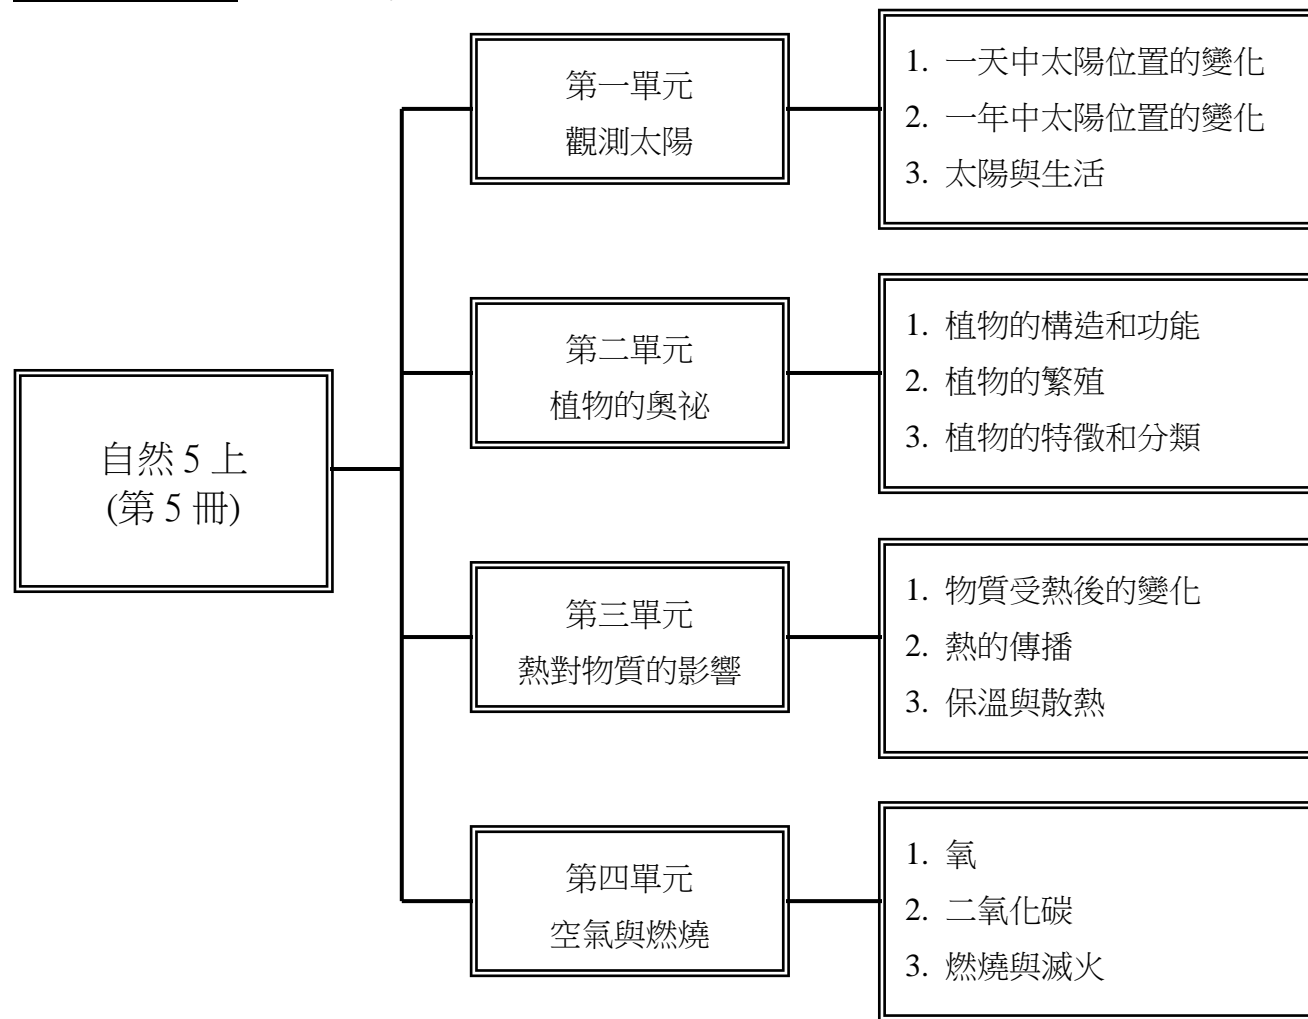 自然 5 上
(第 5 冊)
第一單元
觀測太陽
1. 一天中太陽位置的變化
2. 一年中太陽位置的變化
3. 太陽與生活
第二單元
植物的奧祕
1. 植物的構造和功能
2. 植物的繁殖
3. 植物的特徵和分類
第三單元
熱對物質的影響
1. 物質受熱後的變化
2. 熱的傳播
3. 保溫與散熱
第四單元
空氣與燃燒
1. 氧
2. 二氧化碳
3. 燃燒與滅火